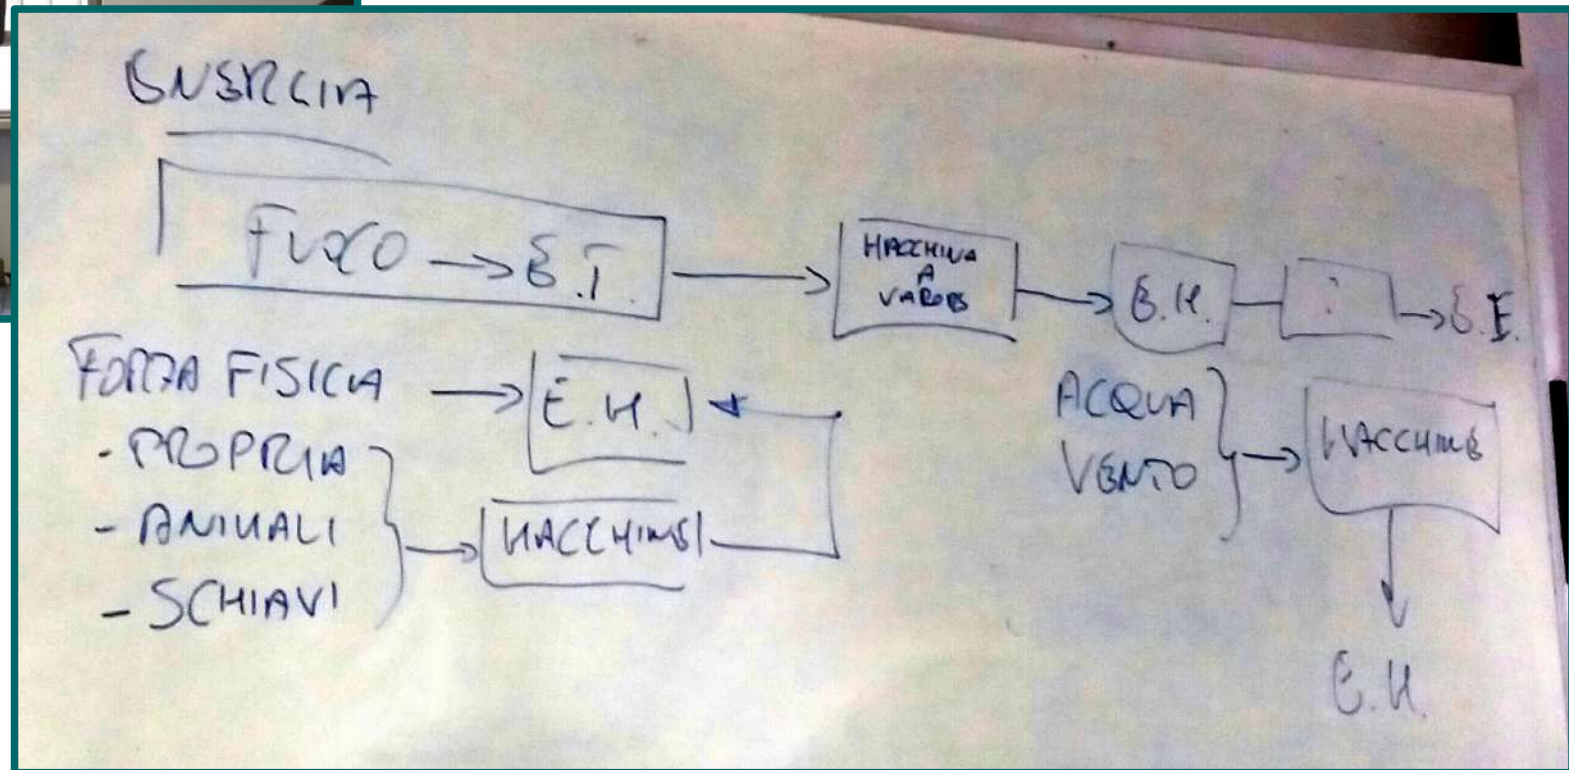 ENERGIA
FUOCO → E.T. → MACCHINA A VAPORE → E.M. → ? → E.E.
FORZA FISICA → E.M.
- PROPRIA
- ANIMALI
- SCHIAVI
MACCHINE
ACQUA
VENTO
MACCHINE
E.M.